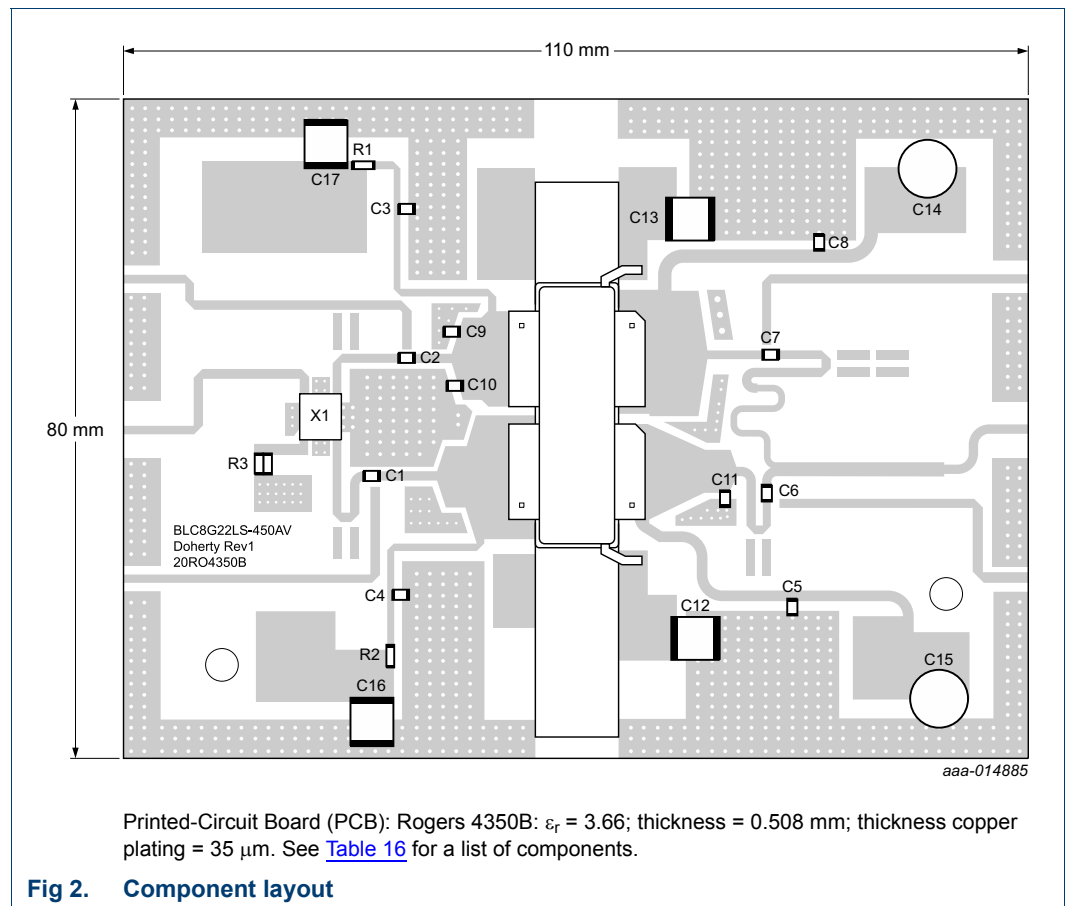 110 mm
R1
C17
C3
C13
C14
C8
C9
C7
C2
C10
X1
80 mm
R3
C1
C11
C6
BLC8G22LS-450AV
Doherty Rev1
20RO4350B
C4
C5
C12
R2
C15
C16
aaa-014885
Printed-Circuit Board (PCB): Rogers 4350B: εr = 3.66; thickness = 0.508 mm; thickness copper
plating = 35 μm. See Table 16 for a list of components.
Fig 2. Component layout